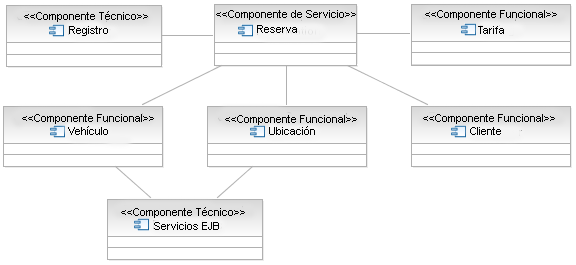 <<Componente Técnico>>
Registro
<<Componente de Servicio>>
Reserva
<<Componente Funcional>>
Tarifa
<<Componente Funcional>>
Vehículo
<<Componente Funcional>>
Ubicación
<<Componente Funcional>>
Cliente
<<Componente Técnico>>
Servicios EJB